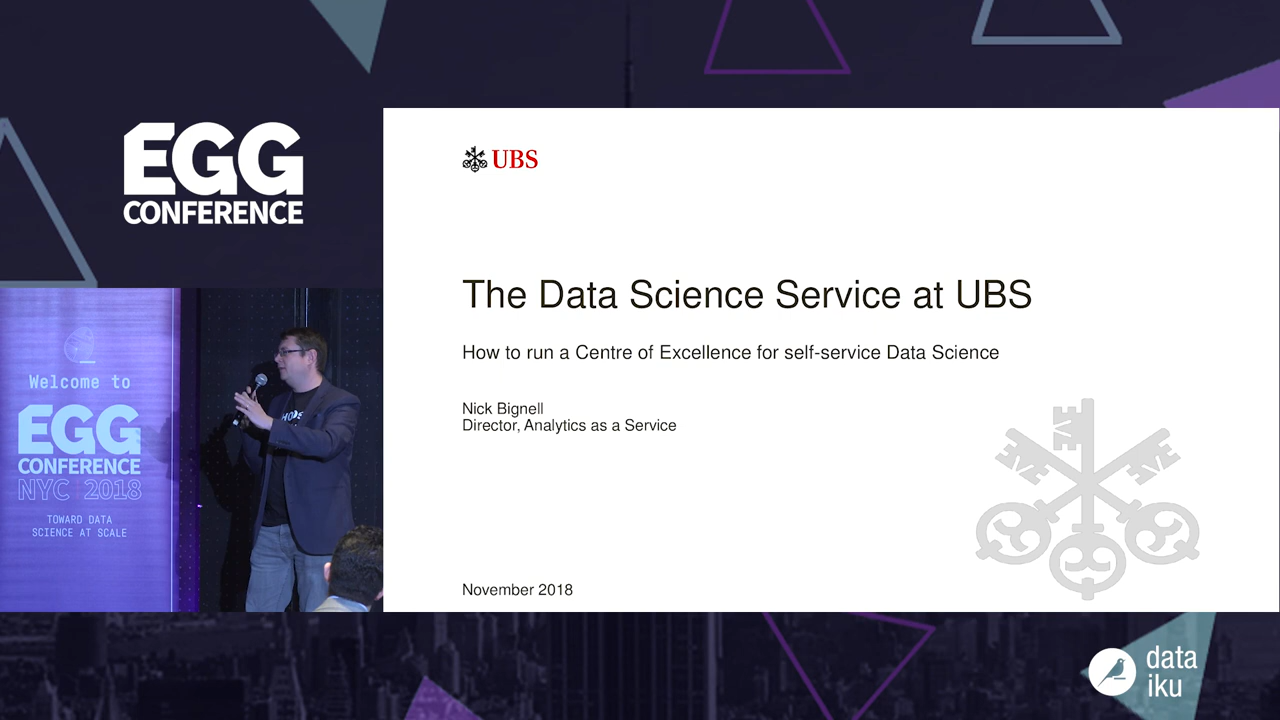 EGG
CONFERENCE
UBS
The Data Science Service at UBS
How to run a Centre of Excellence for self-service Data Science
Nick Bignell
Director, Analytics as a Service
November 2018
Welcome to
EGG
CONFERENCE
NYC 2018
TOWARD DATA
SCIENCE AT SCALE
data
iku